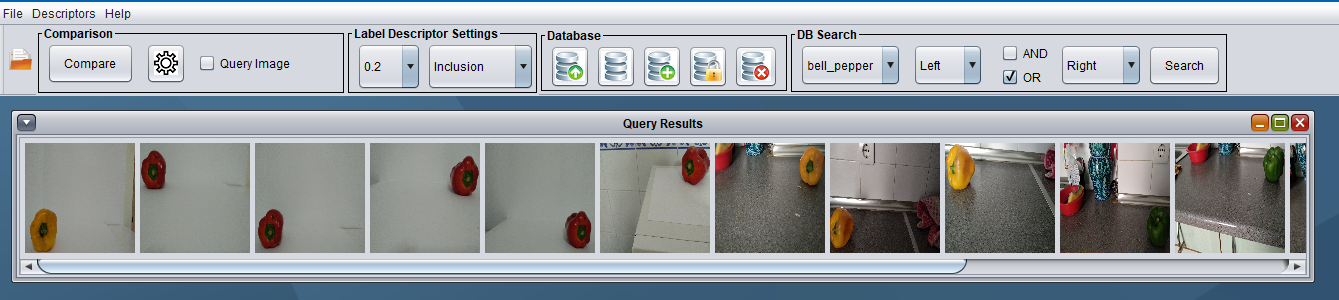 File Descriptors Help
Comparison
Compare
Query Image
Label Descriptor Settings
0.2
Inclusion
Database
DB Search
bell_pepper
Left
AND
OR
Right
Search
Query Results